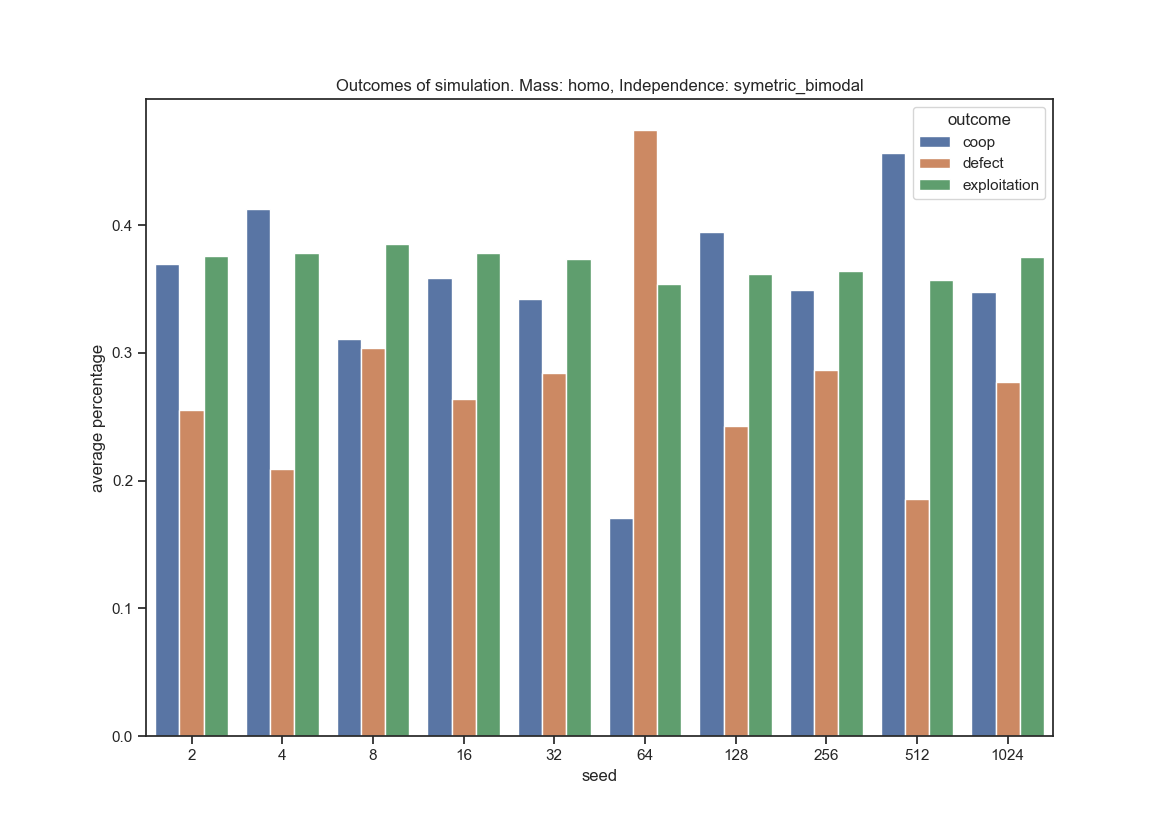 Outcomes of simulation. Mass: homo, Independence: symetric_bimodal
outcome
coop
defect
exploitation
average percentage
0.4
0.3
0.2
0.1
0.0
2 4 8 16 32 64 128 256 512 1024
seed